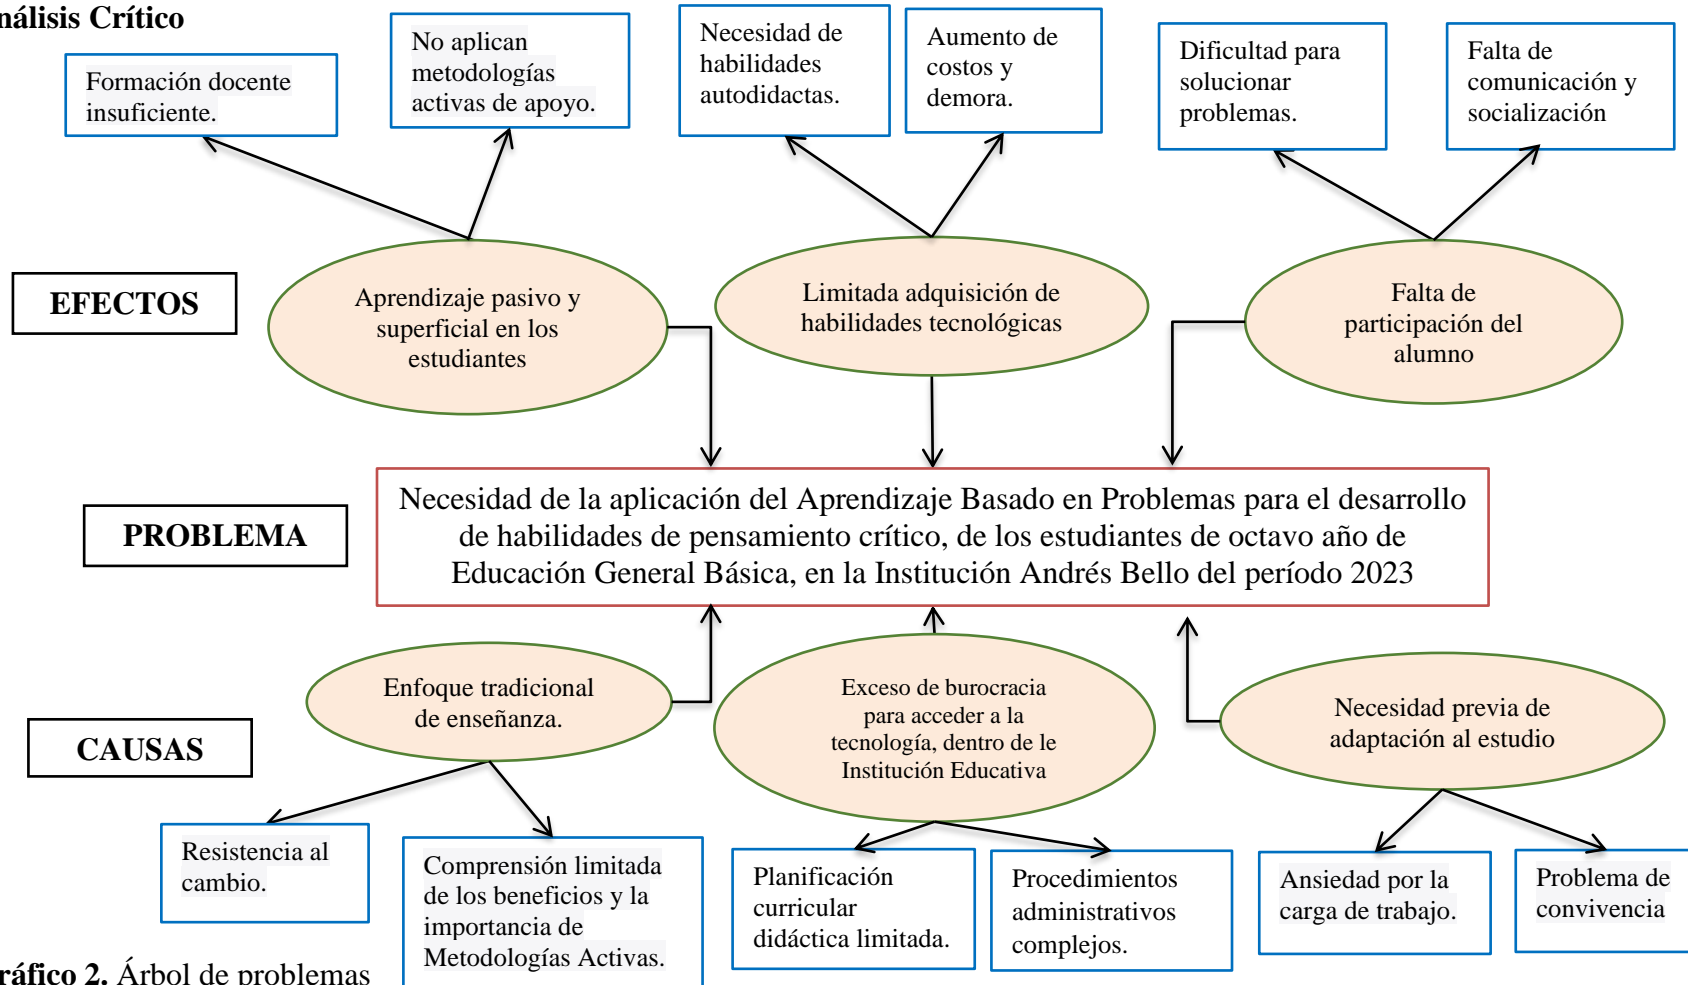 nálisis Crítico
Formación docente
insuficiente.
No aplican
metodologías
activas de apoyo.
Necesidad de
habilidades
autodidactas.
Aumento de
costos y
demora.
Dificultad para
solucionar
problemas.
Falta de
comunicación y
socialización
EFECTOS
Aprendizaje pasivo y
superficial en los
estudiantes
Limitada adquisición de
habilidades tecnológicas
Falta de
participación del
alumno
PROBLEMA
Necesidad de la aplicación del Aprendizaje Basado en Problemas para el desarrollo
de habilidades de pensamiento crítico, de los estudiantes de octavo año de
Educación General Básica, en la Institución Andrés Bello del período 2023
CAUSAS
Enfoque tradicional
de enseñanza.
Exceso de burocracia
para acceder a la
tecnología, dentro de le
Institución Educativa
Necesidad previa de
adaptación al estudio
Resistencia al
cambio.
Comprensión limitada
de los beneficios y la
importancia de
Metodologías Activas.
Planificación
curricular
didáctica limitada.
Procedimientos
administrativos
complejos.
Ansiedad por la
carga de trabajo.
Problema de
convivencia
ráfico 2. Árbol de problemas